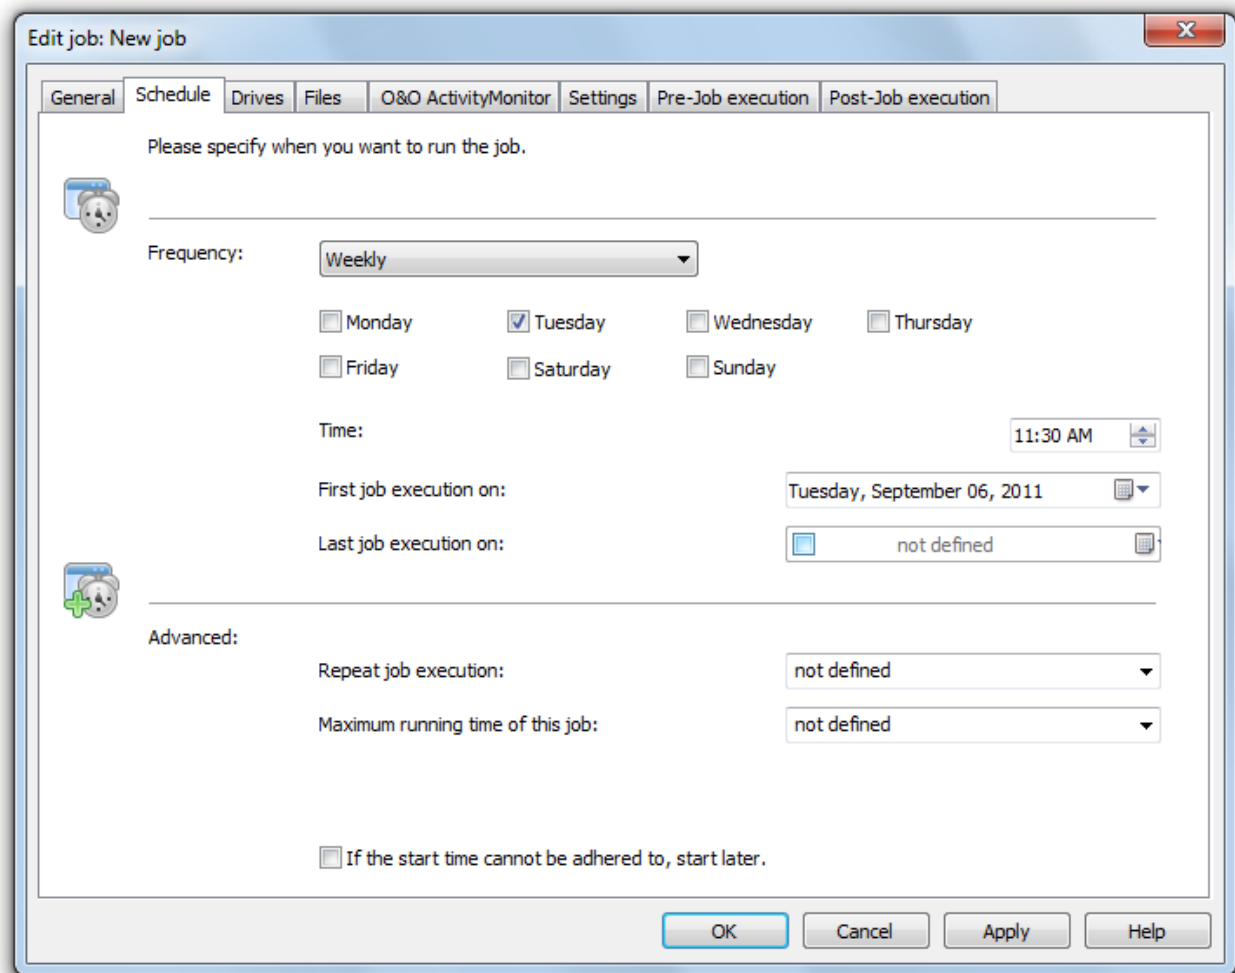 Edit job: New job
General Schedule Drives Files O&O ActivityMonitor Settings Pre-Job execution Post-Job execution
Please specify when you want to run the job.
Frequency: Weekly
Monday Tuesday Wednesday Thursday
Friday Saturday Sunday
Time: 11:30 AM
First job execution on: Tuesday, September 06, 2011
Last job execution on: not defined
Advanced:
Repeat job execution: not defined
Maximum running time of this job: not defined
If the start time cannot be adhered to, start later.
OK Cancel Apply Help